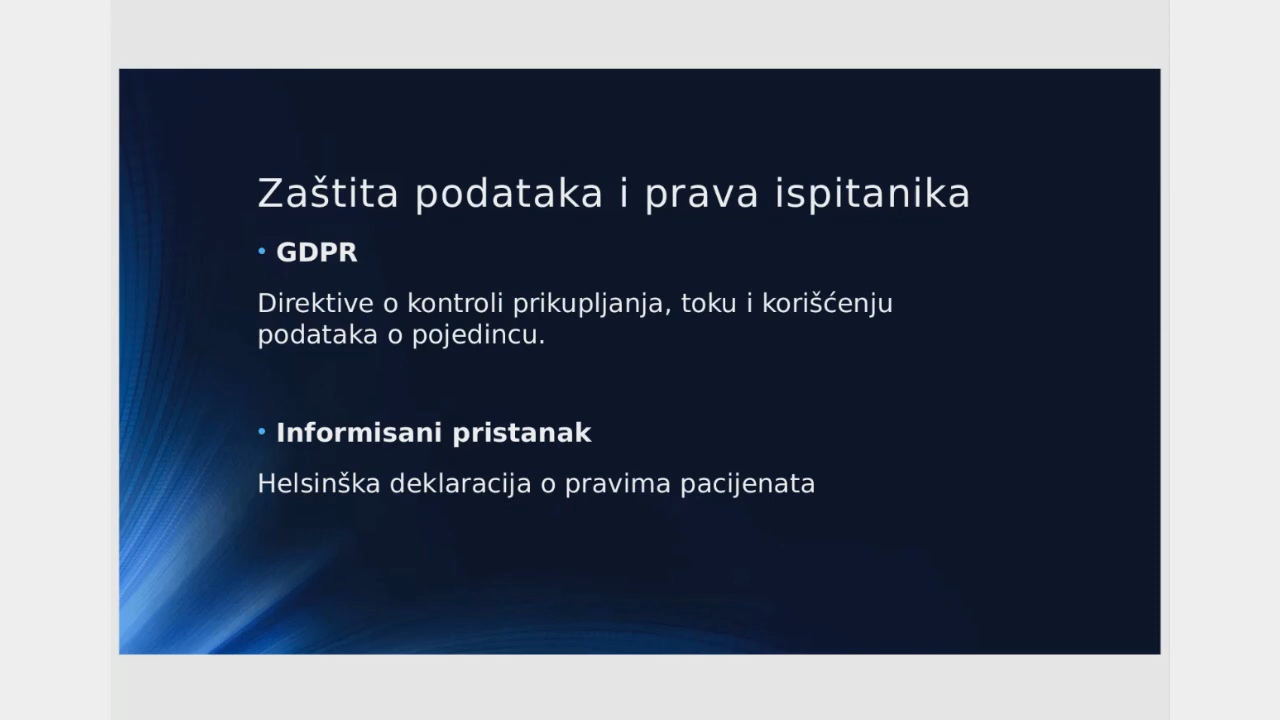 Zaštita podataka i prava ispitanika
• GDPR
Direktive o kontroli prikupljanja, toku i korišćenju
podataka o pojedincu.
• Informisani pristanak
Helsinška deklaracija o pravima pacijenata